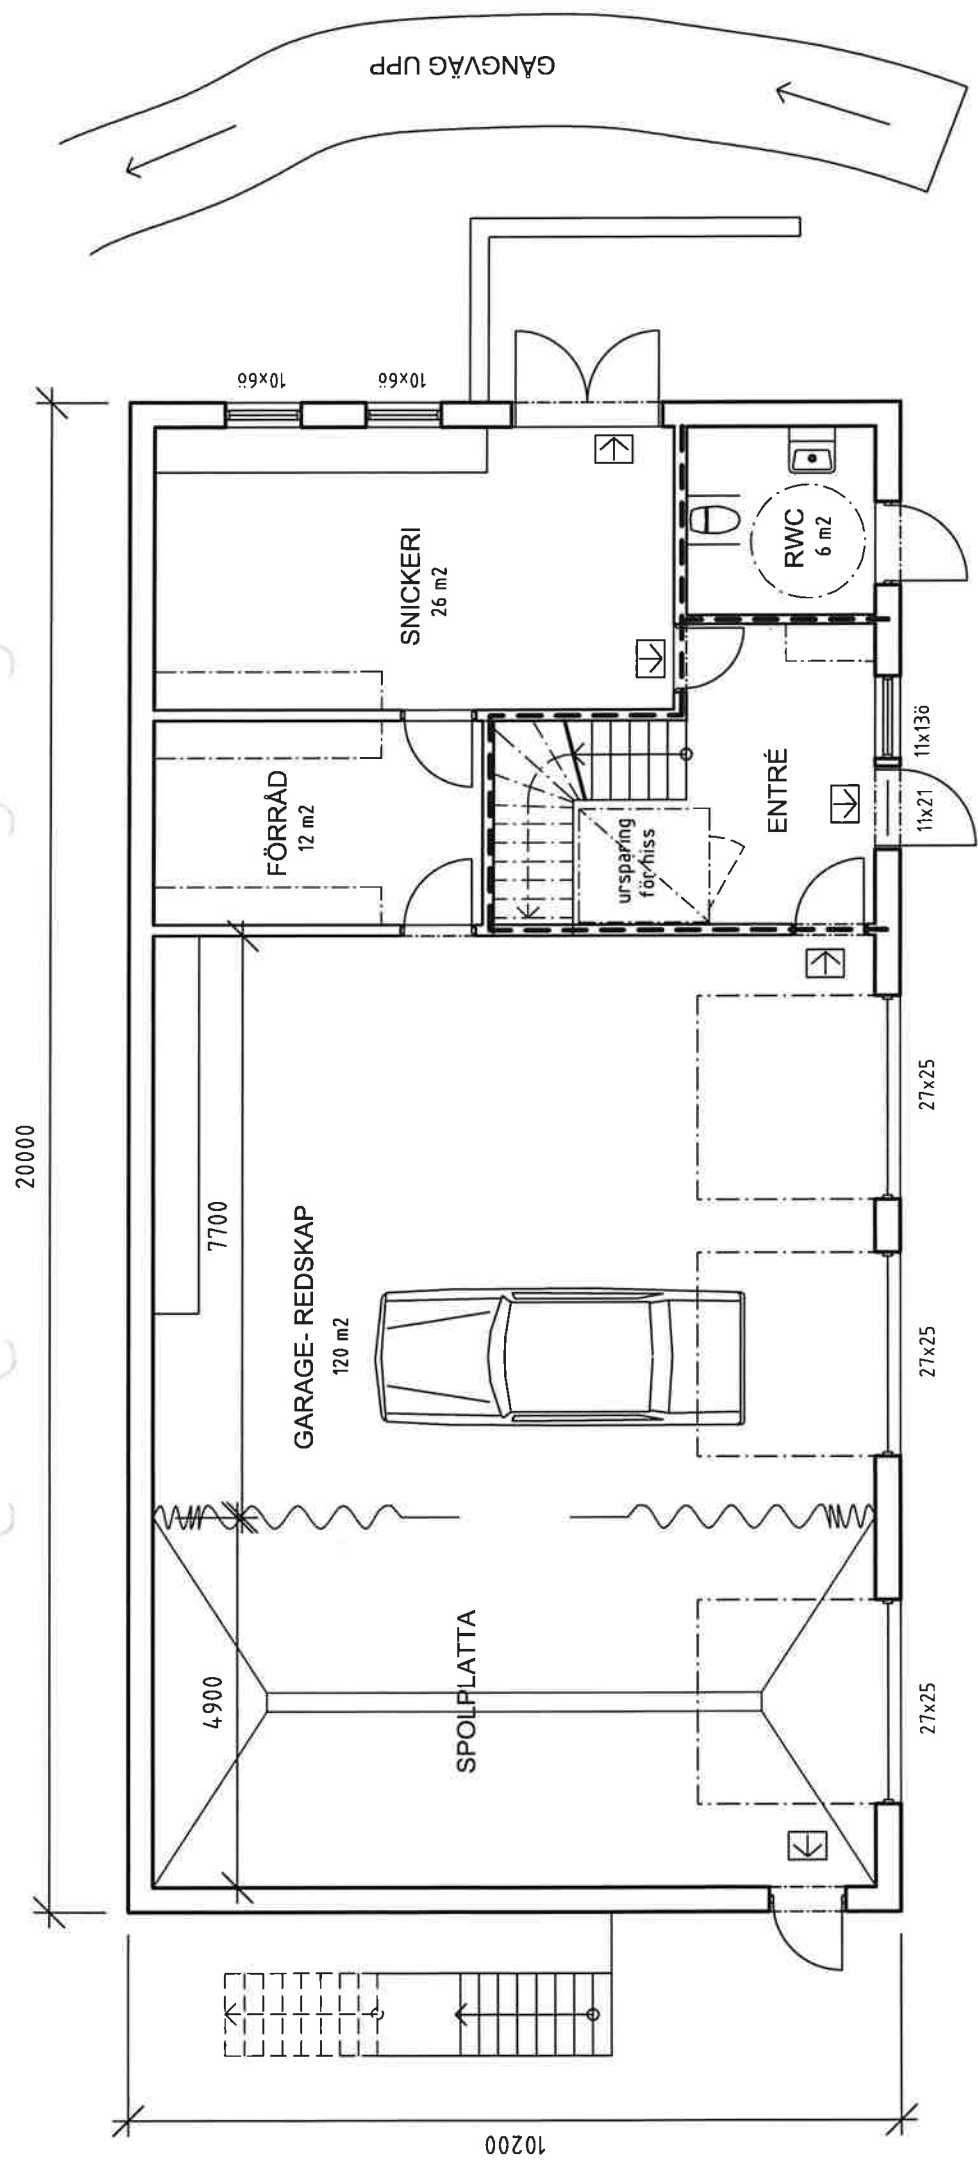 20000
10200
4900
7700
SPOLPLATTA
GARAGE- REDSKAP
120 m2
FÖRRÅD
12 m2
SNICKERI
26 m2
ursparing
för hiss
ENTRÉ
RWC
6 m2
10x6ö
10x6ö
27x25
27x25
27x25
11x21
11x13ö
GÅNGVÄG UPP